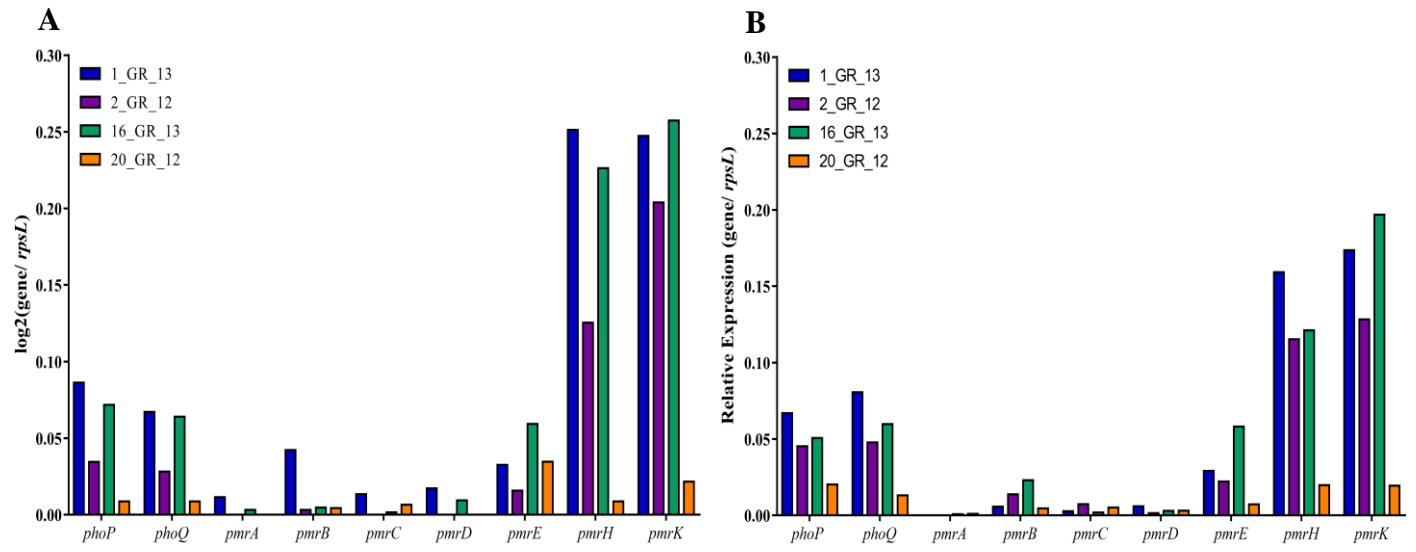 A
log2(gene/ rpsL)
0.30
0.25
0.20
0.15
0.10
0.05
0.00
1_GR_13
2_GR_12
16_GR_13
20_GR_12
phoP phoQ pmrA pmrB pmrC pmrD pmrE pmrH pmrK
B
Relative Expression (gene/ rpsL)
0.30
0.25
0.20
0.15
0.10
0.05
0.00
1_GR_13
2_GR_12
16_GR_13
20_GR_12
phoP phoQ pmrA pmrB pmrC pmrD pmrE pmrH pmrK